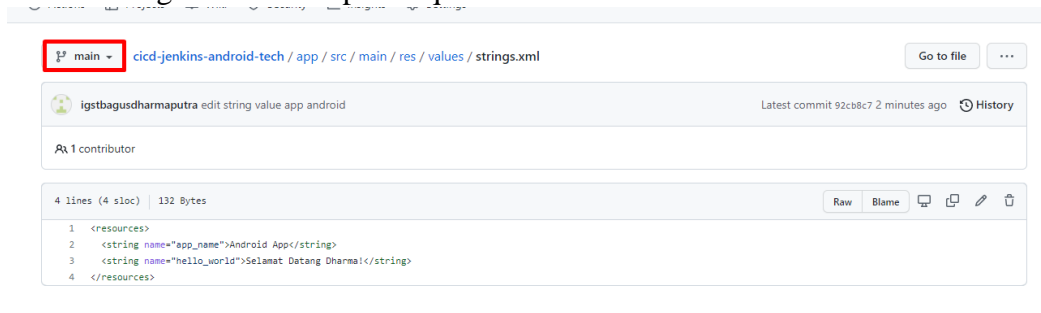 main
cicd-jenkins-android-tech / app / src / main / res / values / strings.xml
Go to file
igstbagusdharmaputra edit string value app android
Latest commit 92cb8c7 2 minutes ago
History
1 contributor
4 lines (4 sloc) | 132 Bytes
Raw
Blame
1 <resources>
2 <string name="app_name">Android App</string>
3 <string name="hello_world">Selamat Datang Dharma!</string>
4 </resources>